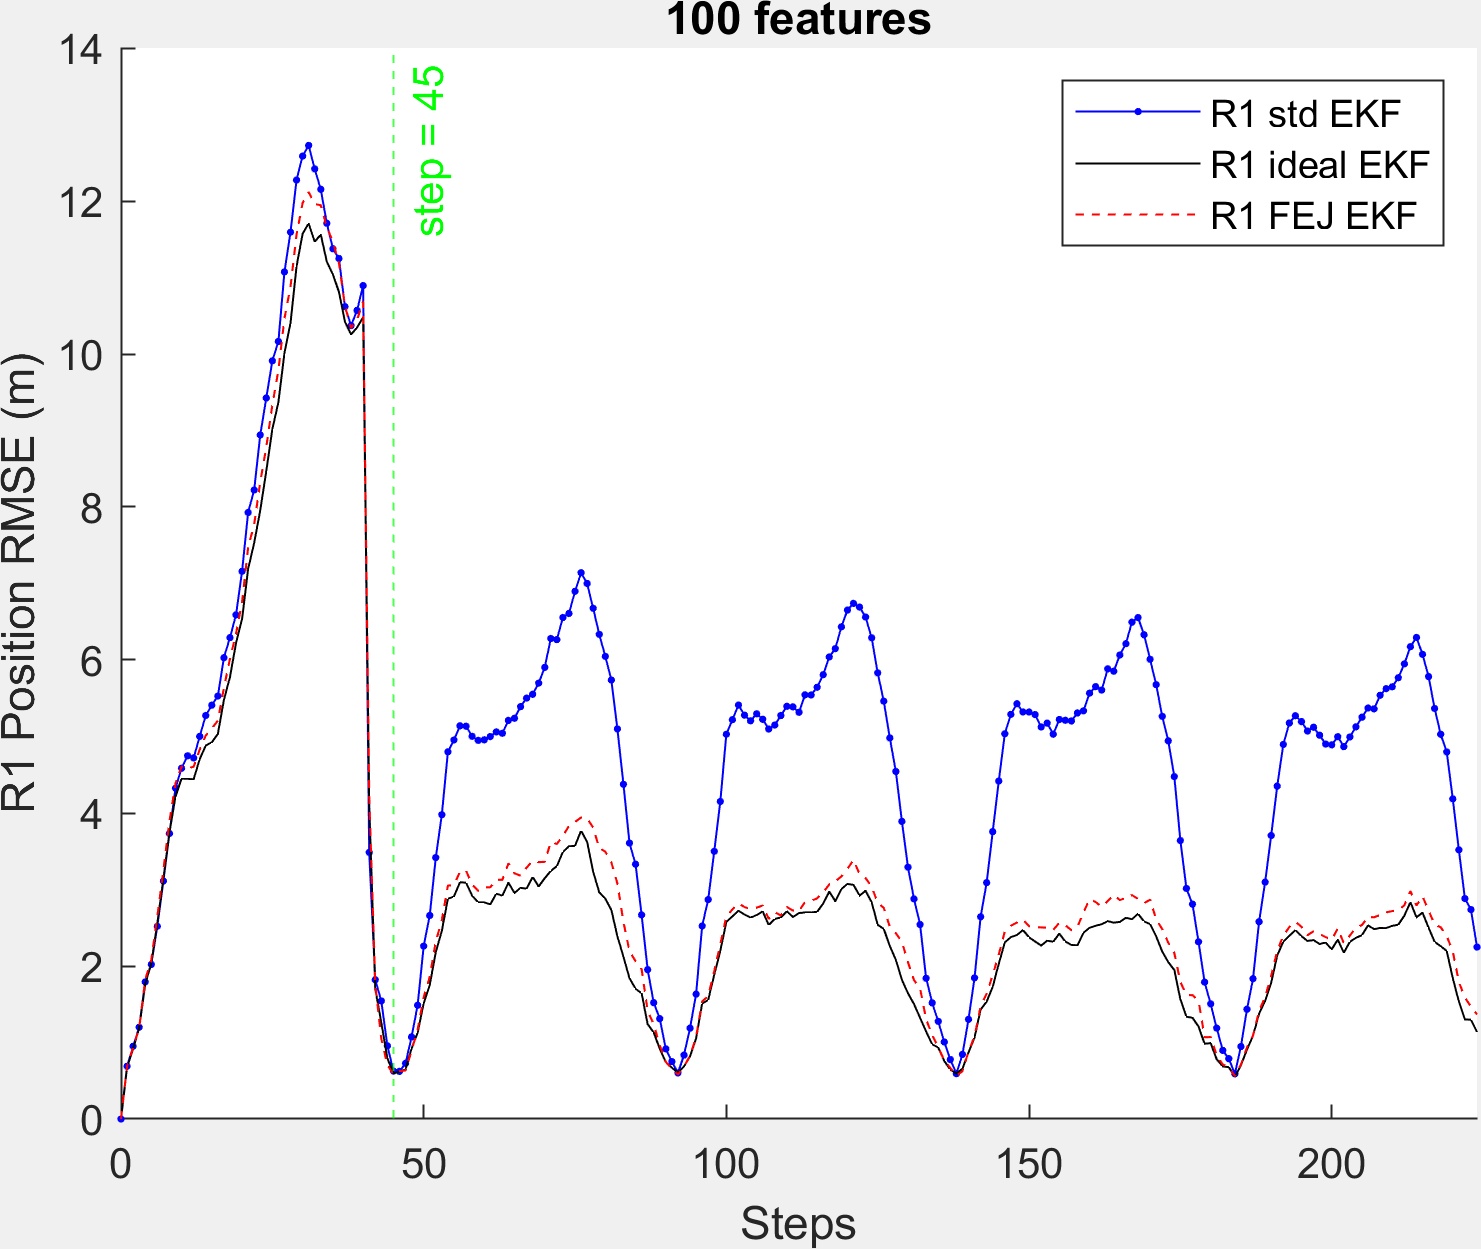 100 features
14
12
10
8
6
4
2
0
R1 Position RMSE (m)
step = 45
R1 std EKF
R1 ideal EKF
R1 FEJ EKF
0 50 100 150 200
Steps